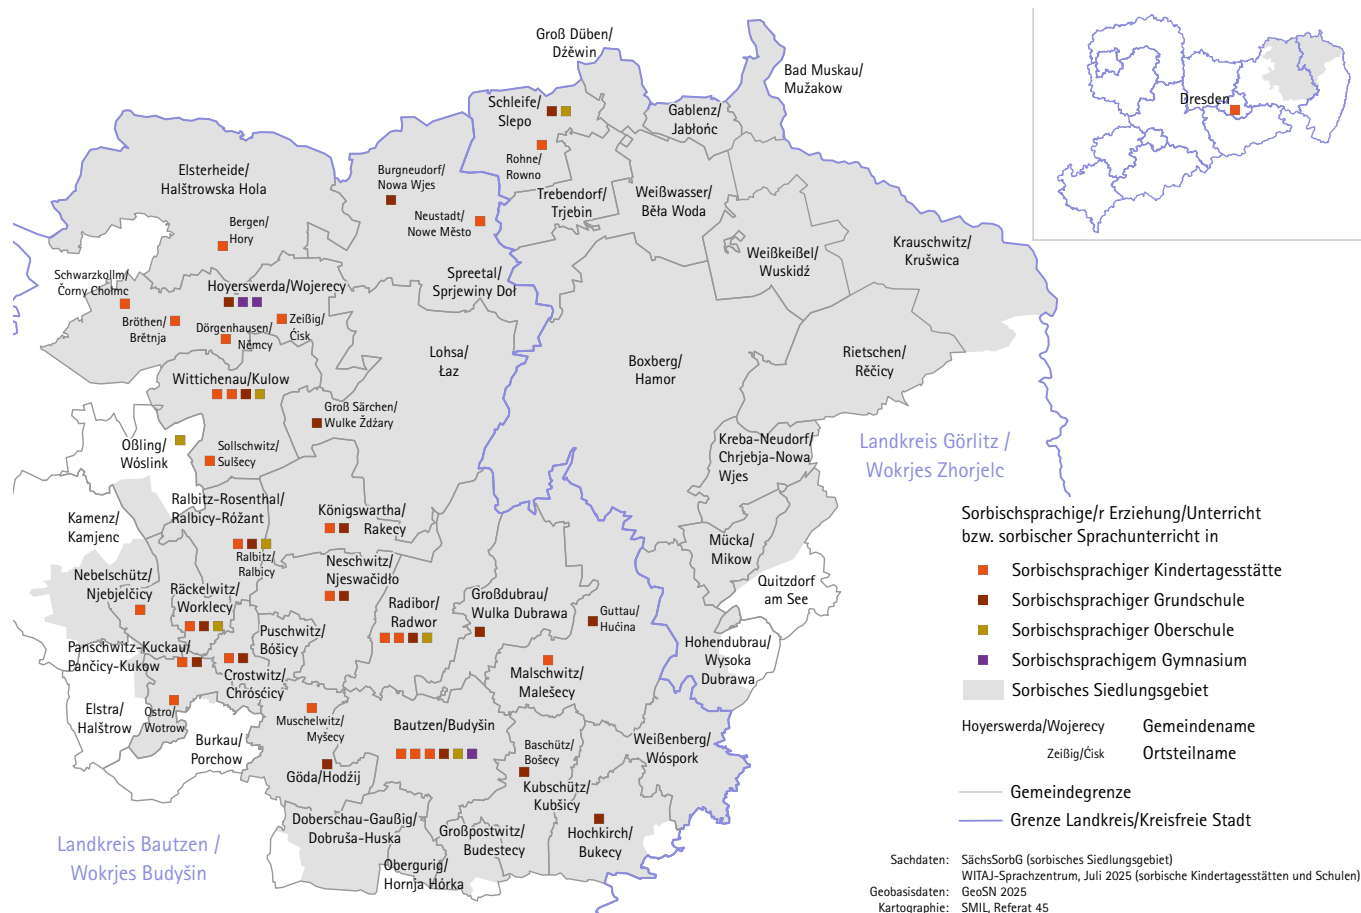 Groß Düben/
Dźěwin
Bad Muskau/
Mužakow
Schleife/
Slepo
Gablenz/
Jabłońc
Dresden
Rohne/
Rowno
Elsterheide/
Halštrowska Hola
Burgneudorf/
Nowa Wjes
Trebendorf/
Trjebin
Weißwasser/
Běła Woda
Neustadt/
Nowe Město
Bergen/
Hory
Weißkeißel/
Wuskidź
Krauschwitz/
Krušwica
Schwarzkollm/
Čorny Chołmc
Hoyerswerda/Wojerecy
Spreetal/
Sprjewiny Doł
Bröthen/
Brětnja
Dörgenhausen/
Němcy
Zeißig/
Ćisk
Lohsa/
Łaz
Boxberg/
Hamor
Rietschen/
Rěčicy
Wittichenau/Kulow
Groß Särchen/
Wulke Ždźary
Oßling/
Wóslink
Sollschwitz/
Sulšecy
Kreba-Neudorf/
Chrjebja-Nowa
Wjes
Landkreis Görlitz /
Wokrjes Zhorjelc
Ralbitz-Rosenthal/
Ralbicy-Róžant
Kamenz/
Kamjenc
Königswartha/
Rakecy
Ralbitz/
Ralbicy
Mücka/
Mikow
Nebelschütz/
Njebjelčicy
Räckelwitz/
Worklecy
Neschwitz/
Njeswačidło
Radibor/
Radwor
Großdubrau/
Wulka Dubrawa
Guttau/
Hućina
Quitzdorf
am See
Puschwitz/
Bóšicy
Panschwitz-Kuckau/
Pančicy-Kukow
Crostwitz/
Chrósćicy
Malschwitz/
Malešecy
Hohendubrau/
Wysoka
Dubrawa
Elstra/
Halštrow
Ostro/
Wotrow
Muschelwitz/
Myšecy
Bautzen/Budyšin
Burkau/
Porchow
Baschütz/
Bošecy
Weißenberg/
Wóspork
Göda/Hodźij
Kubschütz/
Kubšicy
Doberschau-Gaußig/
Dobruša-Huska
Großpostwitz/
Budestecy
Hochkirch/
Bukecy
Obergurig/
Hornja Hórka
Landkreis Bautzen /
Wokrjes Budyšin
Sorbischsprachige/r Erziehung/Unterricht
bzw. sorbischer Sprachunterricht in
Sorbischsprachiger Kindertagesstätte
Sorbischsprachiger Grundschule
Sorbischsprachiger Oberschule
Sorbischsprachigem Gymnasium
Sorbisches Siedlungsgebiet
Hoyerswerda/Wojerecy Gemeindename
Zeißig/Ćisk Ortsteilname
Gemeindegrenze
Grenze Landkreis/Kreisfreie Stadt
Sachdaten: SächsSorbG (sorbisches Siedlungsgebiet)
WITAJ-Sprachzentrum, Juli 2025 (sorbische Kindertagesstätten und Schulen)
Geobasisdaten: GeoSN 2025
Kartographie: SMIL, Referat 45